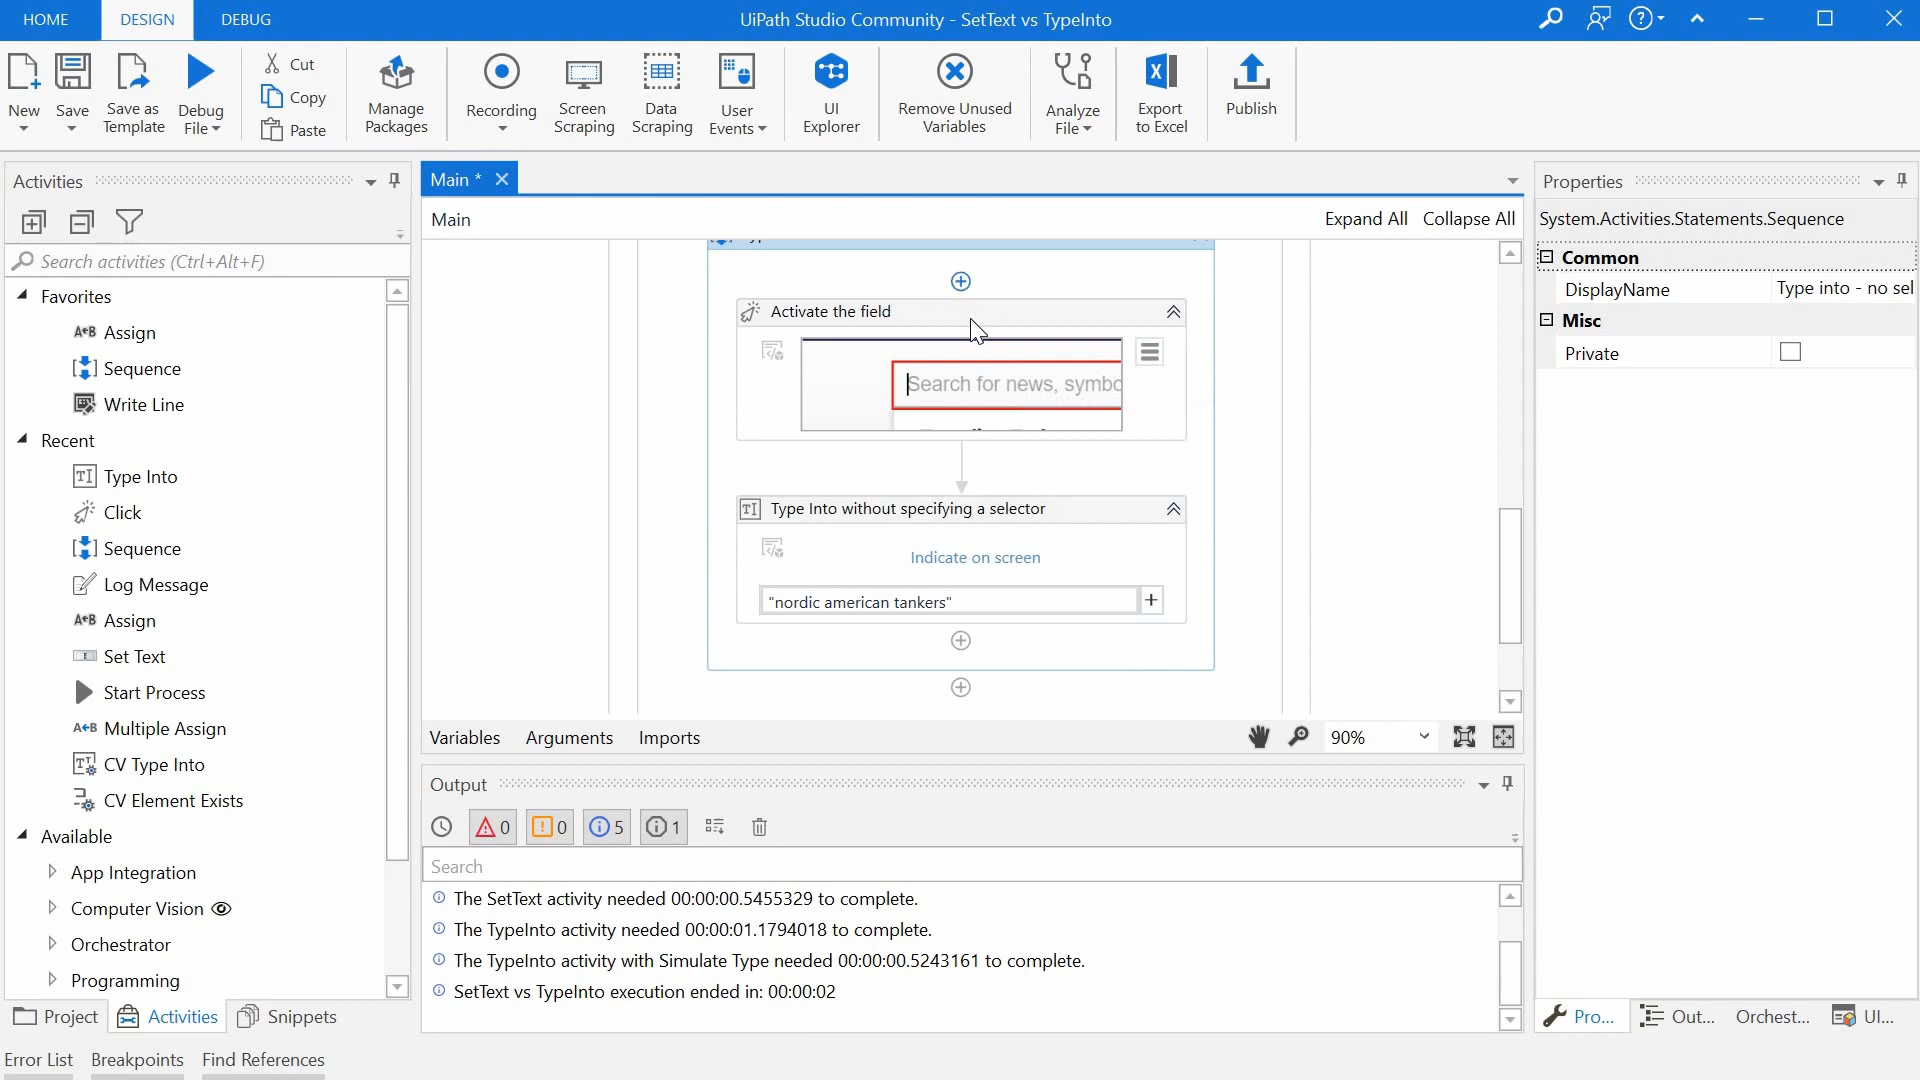 HOME
DESIGN
DEBUG
UiPath Studio Community - SetText vs TypeInto
New
Save
Save as
Template
Debug
File
Cut
Copy
Paste
Manage
Packages
Recording
Screen
Scraping
Data
Scraping
User
Events
UI
Explorer
Remove Unused
Variables
Analyze
File
Export
to Excel
Publish
Activities
Search activities (Ctrl+Alt+F)
Favorites
Assign
Sequence
Write Line
Recent
Type Into
Click
Sequence
Log Message
Assign
Set Text
Start Process
Multiple Assign
CV Type Into
CV Element Exists
Available
App Integration
Computer Vision
Orchestrator
Programming
Project
Activities
Snippets
Error List
Breakpoints
Find References
Main *
Main
Expand All
Collapse All
Activate the field
Search for news, symbo
Type Into without specifying a selector
Indicate on screen
"nordic american tankers"
Variables
Arguments
Imports
90%
Output
0
0
5
1
Search
The SetText activity needed 00:00:00.5455329 to complete.
The TypeInto activity needed 00:00:01.1794018 to complete.
The TypeInto activity with Simulate Type needed 00:00:00.5243161 to complete.
SetText vs TypeInto execution ended in: 00:00:02
Properties
System.Activities.Statements.Sequence
Common
DisplayName
Type into - no sel
Misc
Private
Pro...
Out...
Orchest...
UI...